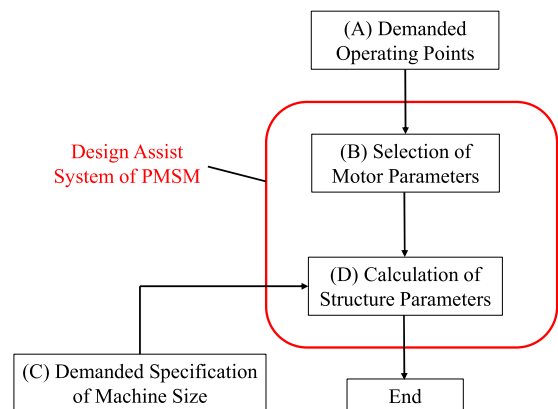 (A) Demanded
Operating Points
Design Assist
System of PMSM
(B) Selection of
Motor Parameters
(D) Calculation of
Structure Parameters
(C) Demanded Specification
of Machine Size
End